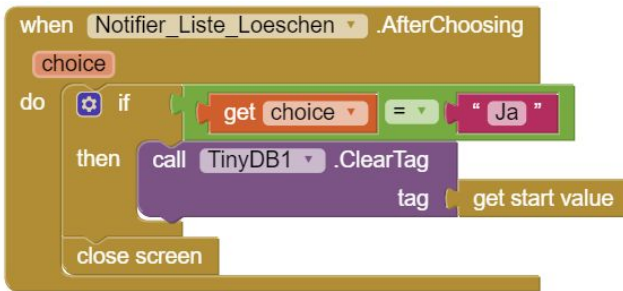 when Notifier_Liste_Loeschen .AfterChoosing
choice
do if get choice = " Ja "
then call TinyDB1 .ClearTag
tag get start value
close screen